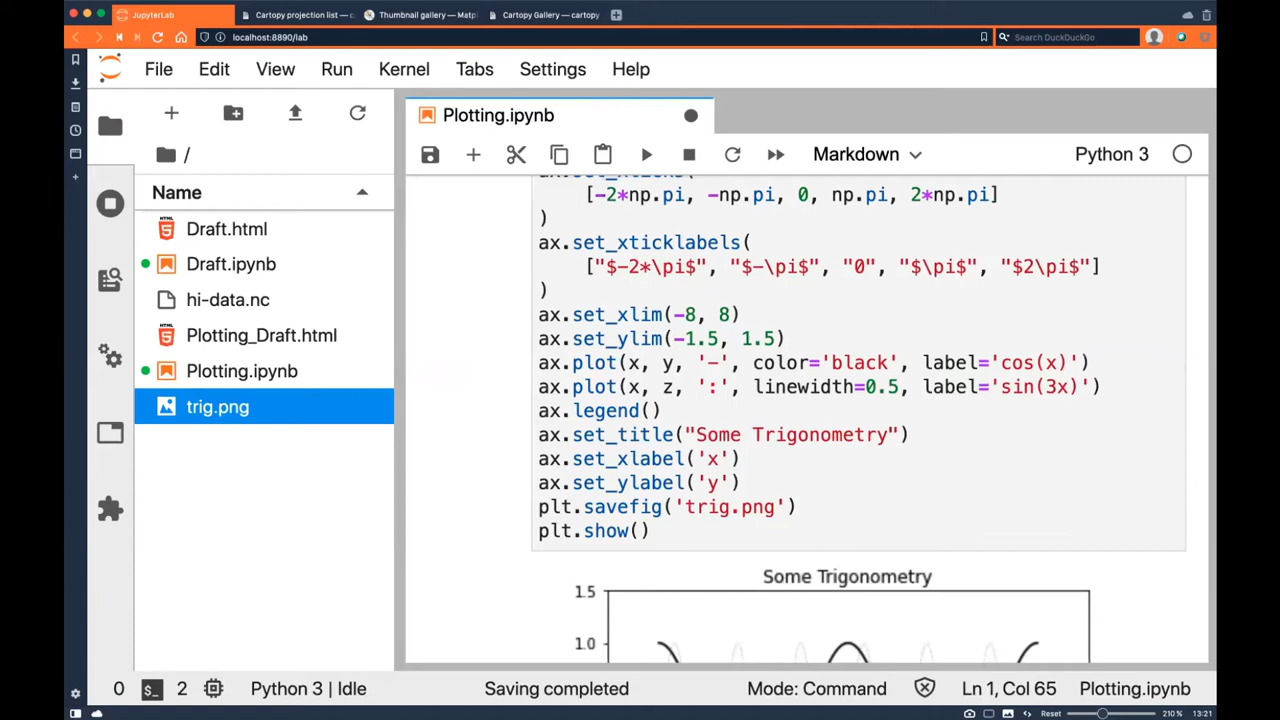 JupyterLab
Cartopy projection list — c
Thumbnail gallery — Matpl
Cartopy Gallery — cartopy
localhost:8890/lab
Search DuckDuckGo
File Edit View Run Kernel Tabs Settings Help
Plotting.ipynb
/
Markdown
Python 3
Name
Draft.html
Draft.ipynb
hi-data.nc
Plotting_Draft.html
Plotting.ipynb
trig.png
ax.set_xticks(
[-2*np.pi, -np.pi, 0, np.pi, 2*np.pi]
)
ax.set_xticklabels(
["$-2*\pi$", "$-\pi$", "0", "$\pi$", "$2\pi$"]
)
ax.set_xlim(-8, 8)
ax.set_ylim(-1.5, 1.5)
ax.plot(x, y, '-', color='black', label='cos(x)')
ax.plot(x, z, ':', linewidth=0.5, label='sin(3x)')
ax.legend()
ax.set_title("Some Trigonometry")
ax.set_xlabel('x')
ax.set_ylabel('y')
plt.savefig('trig.png')
plt.show()
Some Trigonometry
1.5
1.0
0 $_ 2 Python 3 | Idle Saving completed Mode: Command Ln 1, Col 65 Plotting.ipynb
Reset 210 % 13:21